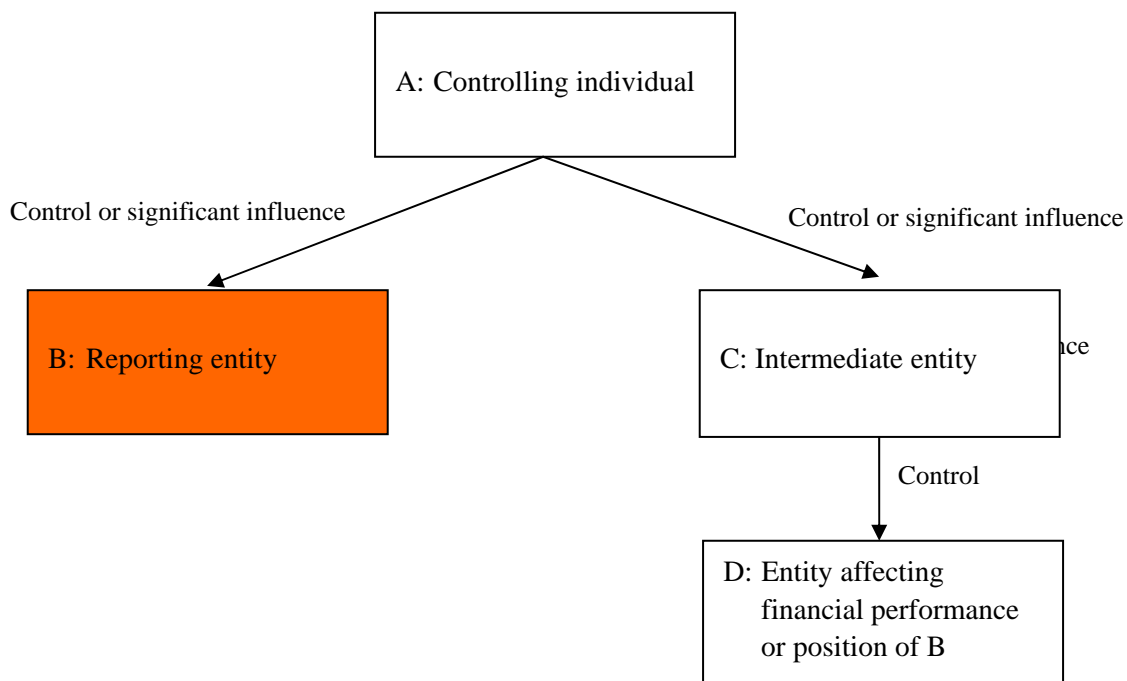 A: Controlling individual
Control or significant influence
Control or significant influence
B: Reporting entity
C: Intermediate entity
Control
D: Entity affecting
financial performance
or position of B